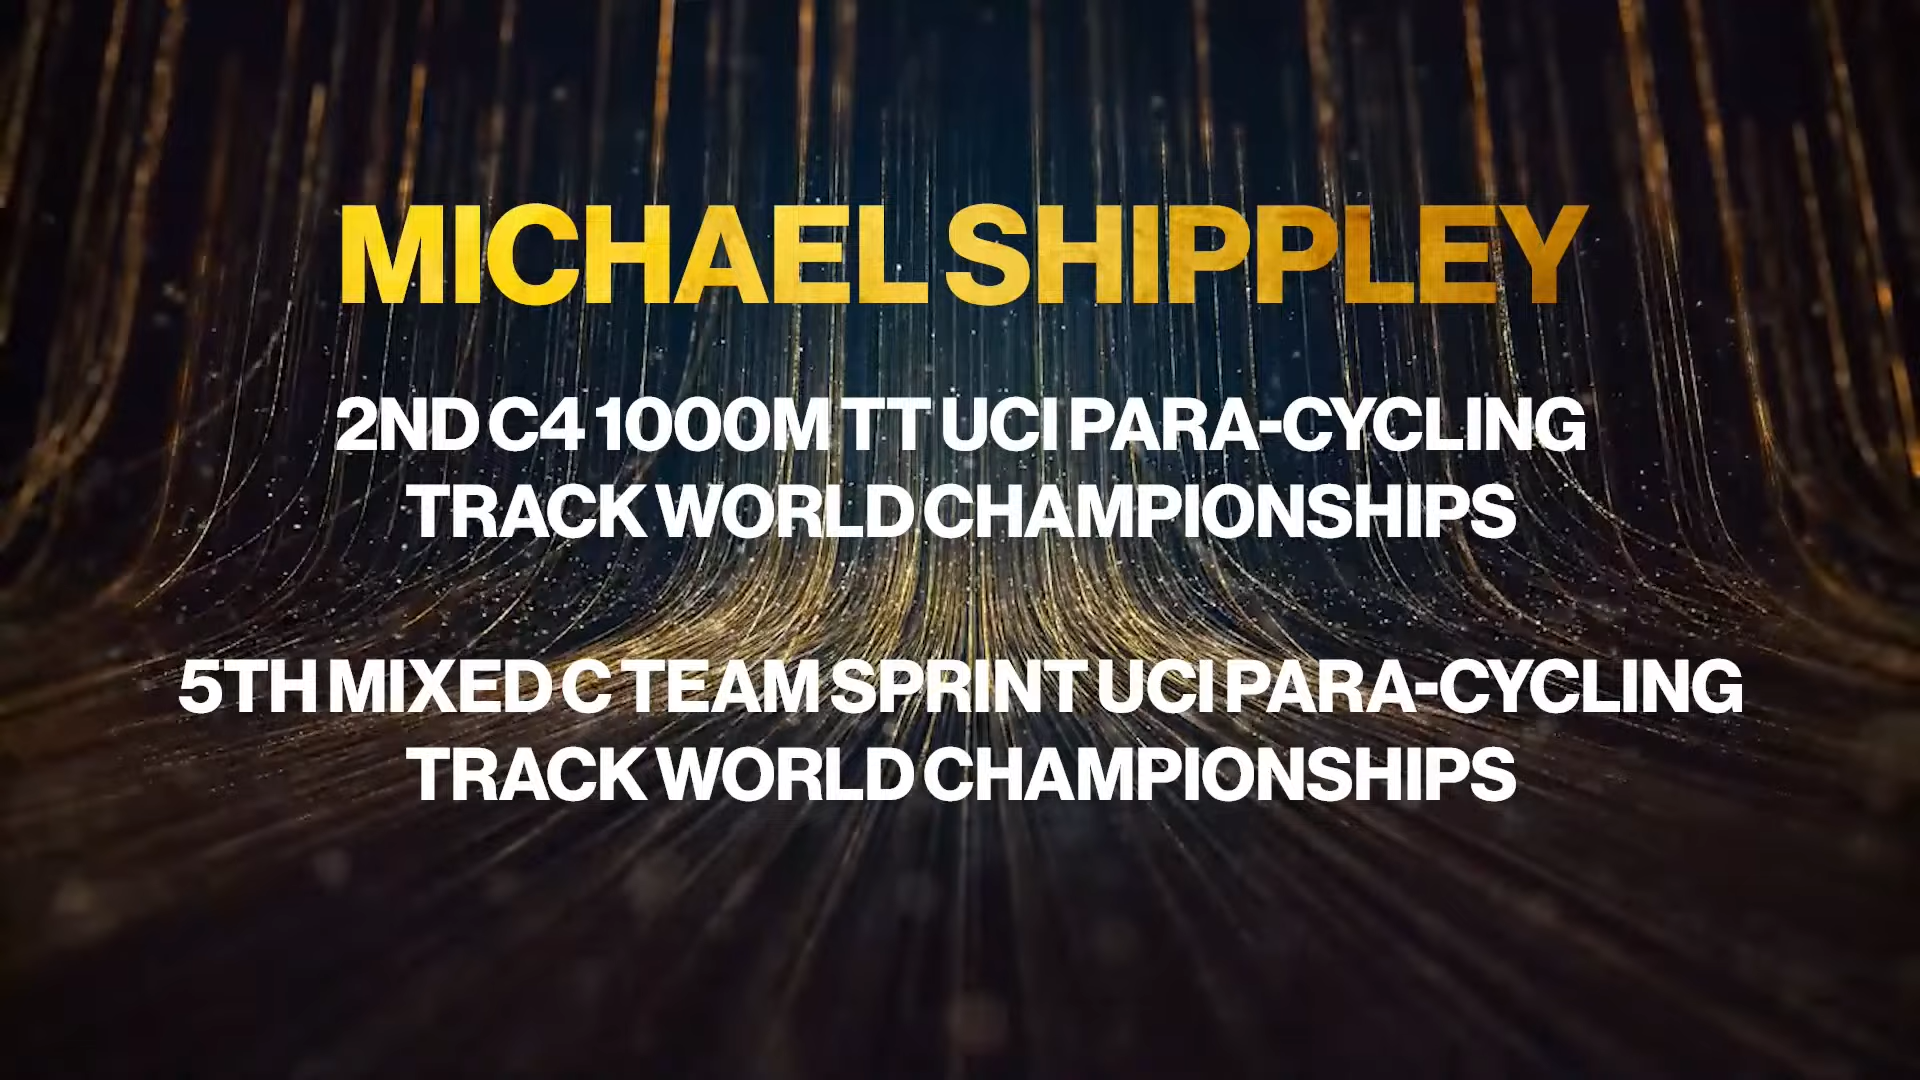 MICHAEL SHIPPLEY
2ND C4 1000M TT UCI PARA-CYCLING
TRACK WORLD CHAMPIONSHIPS
5TH MIXED C TEAM SPRINT UCI PARA-CYCLING
TRACK WORLD CHAMPIONSHIPS